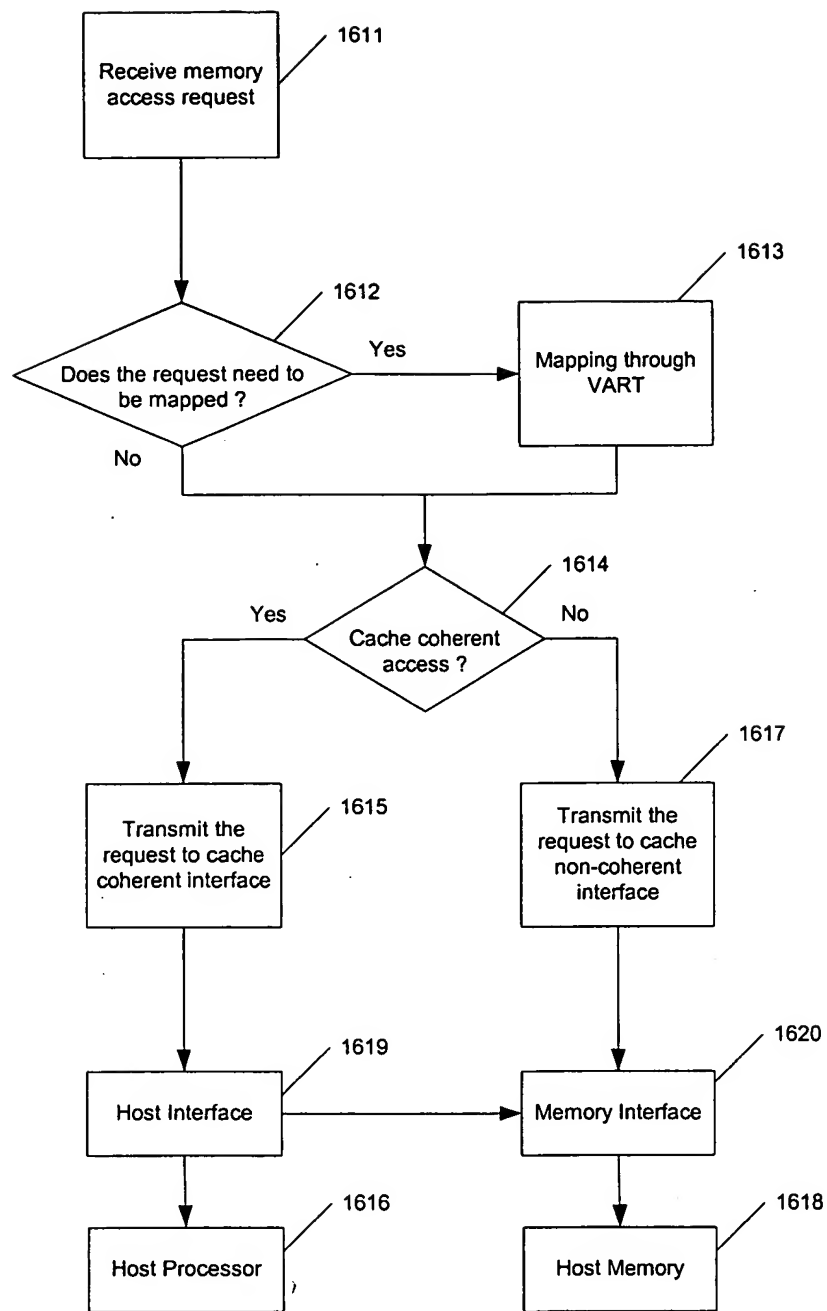 1611
Receive memory
access request
1612
1613
Does the request need to
be mapped ?
Yes
No
Mapping through
VART
1614
Cache coherent
access ?
Yes
No
1615
1617
Transmit the
request to cache
coherent interface
Transmit the
request to cache
non-coherent
interface
1619
1620
Host Interface
Memory Interface
1616
1618
Host Processor
Host Memory